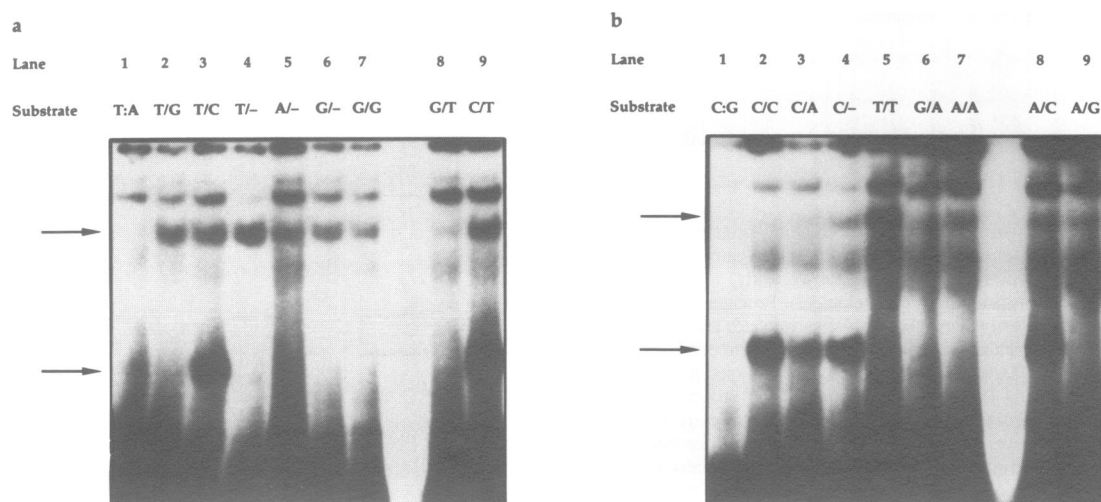 a
Lane 1 2 3 4 5 6 7 8 9
Substrate T:A T/G T/C T/– A/– G/– G/G G/T C/T
b
Lane 1 2 3 4 5 6 7 8 9
Substrate C:G C/C C/A C/– T/T G/A A/A A/C A/G